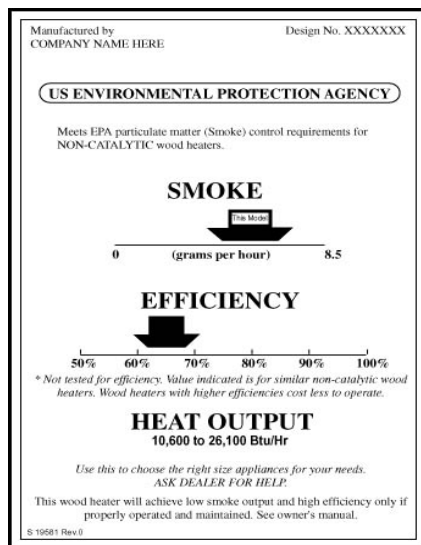 Manufactured by
Design No. XXXXXXX
COMPANY NAME HERE
US ENVIRONMENTAL PROTECTION AGENCY
Meets EPA particulate matter (Smoke) control requirements for
NON-CATALYTIC wood heaters.
SMOKE
This Model
0 (grams per hour) 8.5
EFFICIENCY
50% 60% 70% 80% 90% 100%
* Not tested for efficiency. Value indicated is for similar non-catalytic wood
heaters. Wood heaters with higher efficiencies cost less to operate.
HEAT OUTPUT
10,600 to 26,100 Btu/Hr
Use this to choose the right size appliances for your needs.
ASK DEALER FOR HELP.
This wood heater will achieve low smoke output and high efficiency only if
properly operated and maintained. See owner's manual.
S 19581 Rev.0